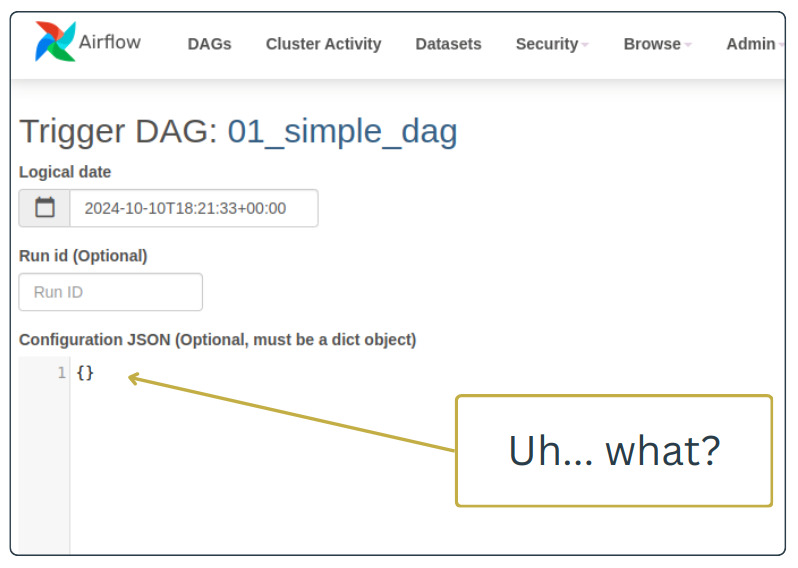 Airflow DAGs Cluster Activity Datasets Security Browse Admin
Trigger DAG: 01_simple_dag
Logical date
2024-10-10T18:21:33+00:00
Run id (Optional)
Run ID
Configuration JSON (Optional, must be a dict object)
1 {}
Uh... what?